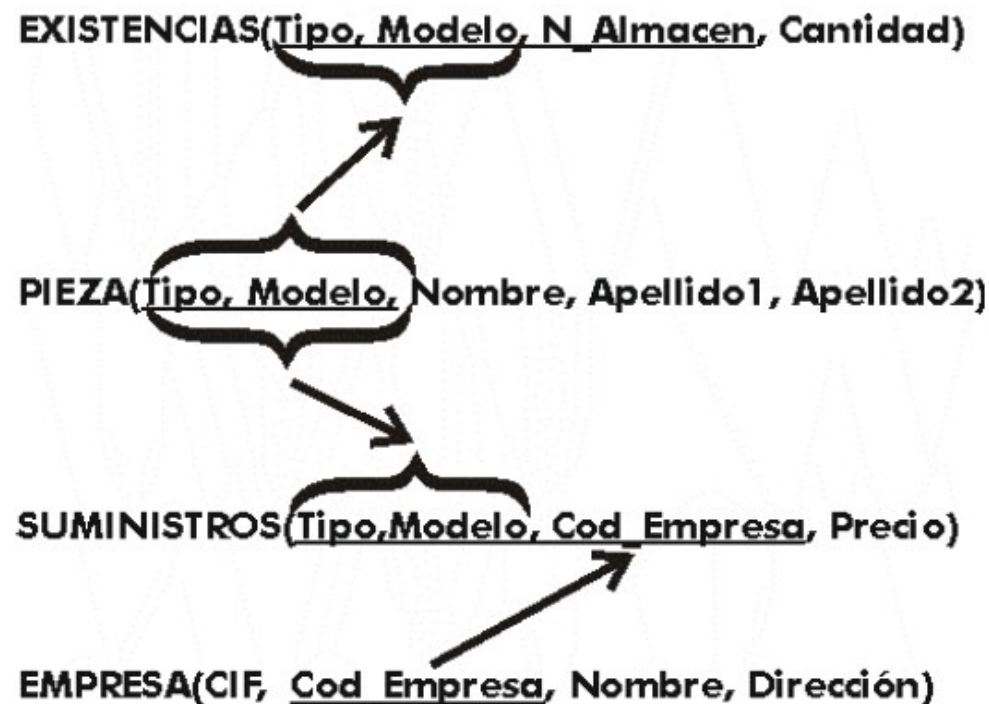 EXISTENCIAS(Tipo, Modelo, N_Almacen, Cantidad)
PIEZA(Tipo, Modelo, Nombre, Apellido1, Apellido2)
SUMINISTROS(Tipo,Modelo, Cod_Empresa, Precio)
EMPRESA(CIF, Cod_Empresa, Nombre, Dirección)